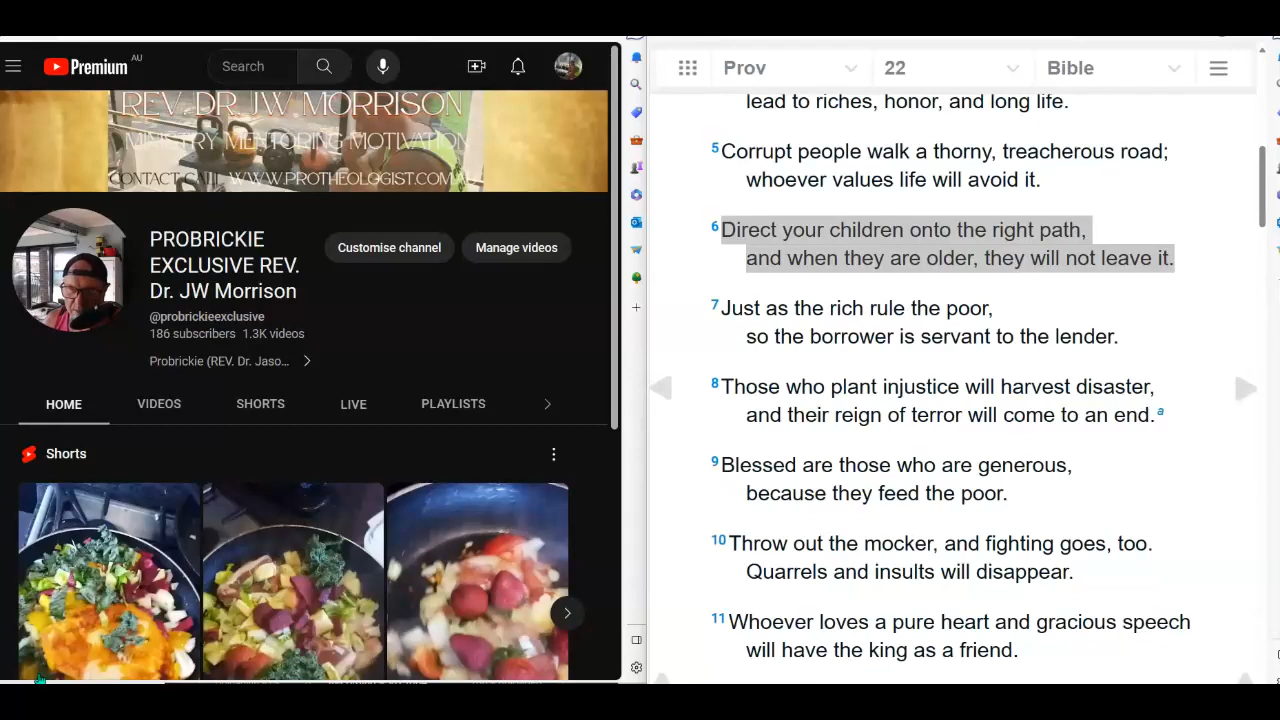 Premium AU
Search
REV. DR. JW MORRISON
MINISTRY MENTORING MOTIVATION
CONTACT CALL WWW.PROTHEOLOGIST.COM.AU
PROBRICKIE
EXCLUSIVE REV.
Dr. JW Morrison
@probrickieexclusive
186 subscribers 1.3K videos
Probrickie (REV. Dr. Jaso...
Customise channel
Manage videos
HOME VIDEOS SHORTS LIVE PLAYLISTS
Shorts
Prov 22 Bible
lead to riches, honor, and long life.
5 Corrupt people walk a thorny, treacherous road;
whoever values life will avoid it.
6 Direct your children onto the right path,
and when they are older, they will not leave it.
7 Just as the rich rule the poor,
so the borrower is servant to the lender.
8 Those who plant injustice will harvest disaster,
and their reign of terror will come to an end. a
9 Blessed are those who are generous,
because they feed the poor.
10 Throw out the mocker, and fighting goes, too.
Quarrels and insults will disappear.
11 Whoever loves a pure heart and gracious speech
will have the king as a friend.